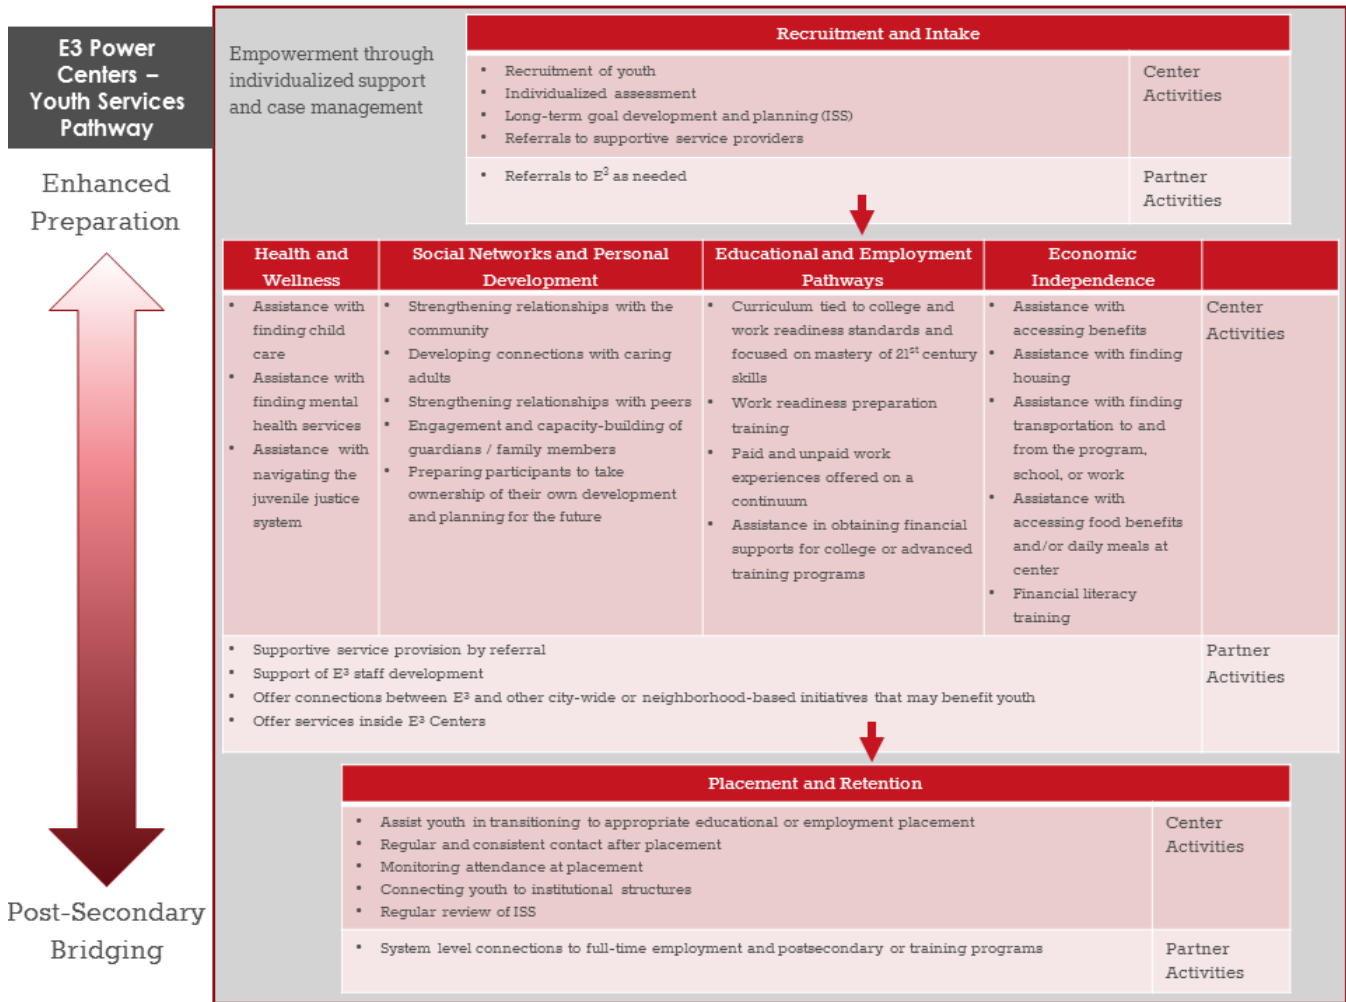 E3 Power
Centers –
Youth Services
Pathway
Enhanced
Preparation
Post-Secondary
Bridging
Empowerment through
individualized support
and case management
Recruitment and Intake
• Recruitment of youth
• Individualized assessment
• Long-term goal development and planning (ISS)
• Referrals to supportive service providers
Center
Activities
• Referrals to E³ as needed
Partner
Activities
Health and
Wellness
Social Networks and Personal
Development
Educational and Employment
Pathways
Economic
Independence
• Assistance with
finding child
care
• Assistance with
finding mental
health services
• Assistance with
navigating the
juvenile justice
system
• Strengthening relationships with the
community
• Developing connections with caring
adults
• Strengthening relationships with peers
• Engagement and capacity-building of
guardians / family members
• Preparing participants to take
ownership of their own development
and planning for the future
• Curriculum tied to college and
work readiness standards and
focused on mastery of 21st century
skills
• Work readiness preparation
training
• Paid and unpaid work
experiences offered on a
continuum
• Assistance in obtaining financial
supports for college or advanced
training programs
• Assistance with
accessing benefits
• Assistance with finding
housing
• Assistance with finding
transportation to and
from the program,
school, or work
• Assistance with
accessing food benefits
and/or daily meals at
center
• Financial literacy
training
Center
Activities
• Supportive service provision by referral
• Support of E³ staff development
• Offer connections between E³ and other city-wide or neighborhood-based initiatives that may benefit youth
• Offer services inside E³ Centers
Partner
Activities
Placement and Retention
• Assist youth in transitioning to appropriate educational or employment placement
• Regular and consistent contact after placement
• Monitoring attendance at placement
• Connecting youth to institutional structures
• Regular review of ISS
Center
Activities
• System level connections to full-time employment and postsecondary or training programs
Partner
Activities